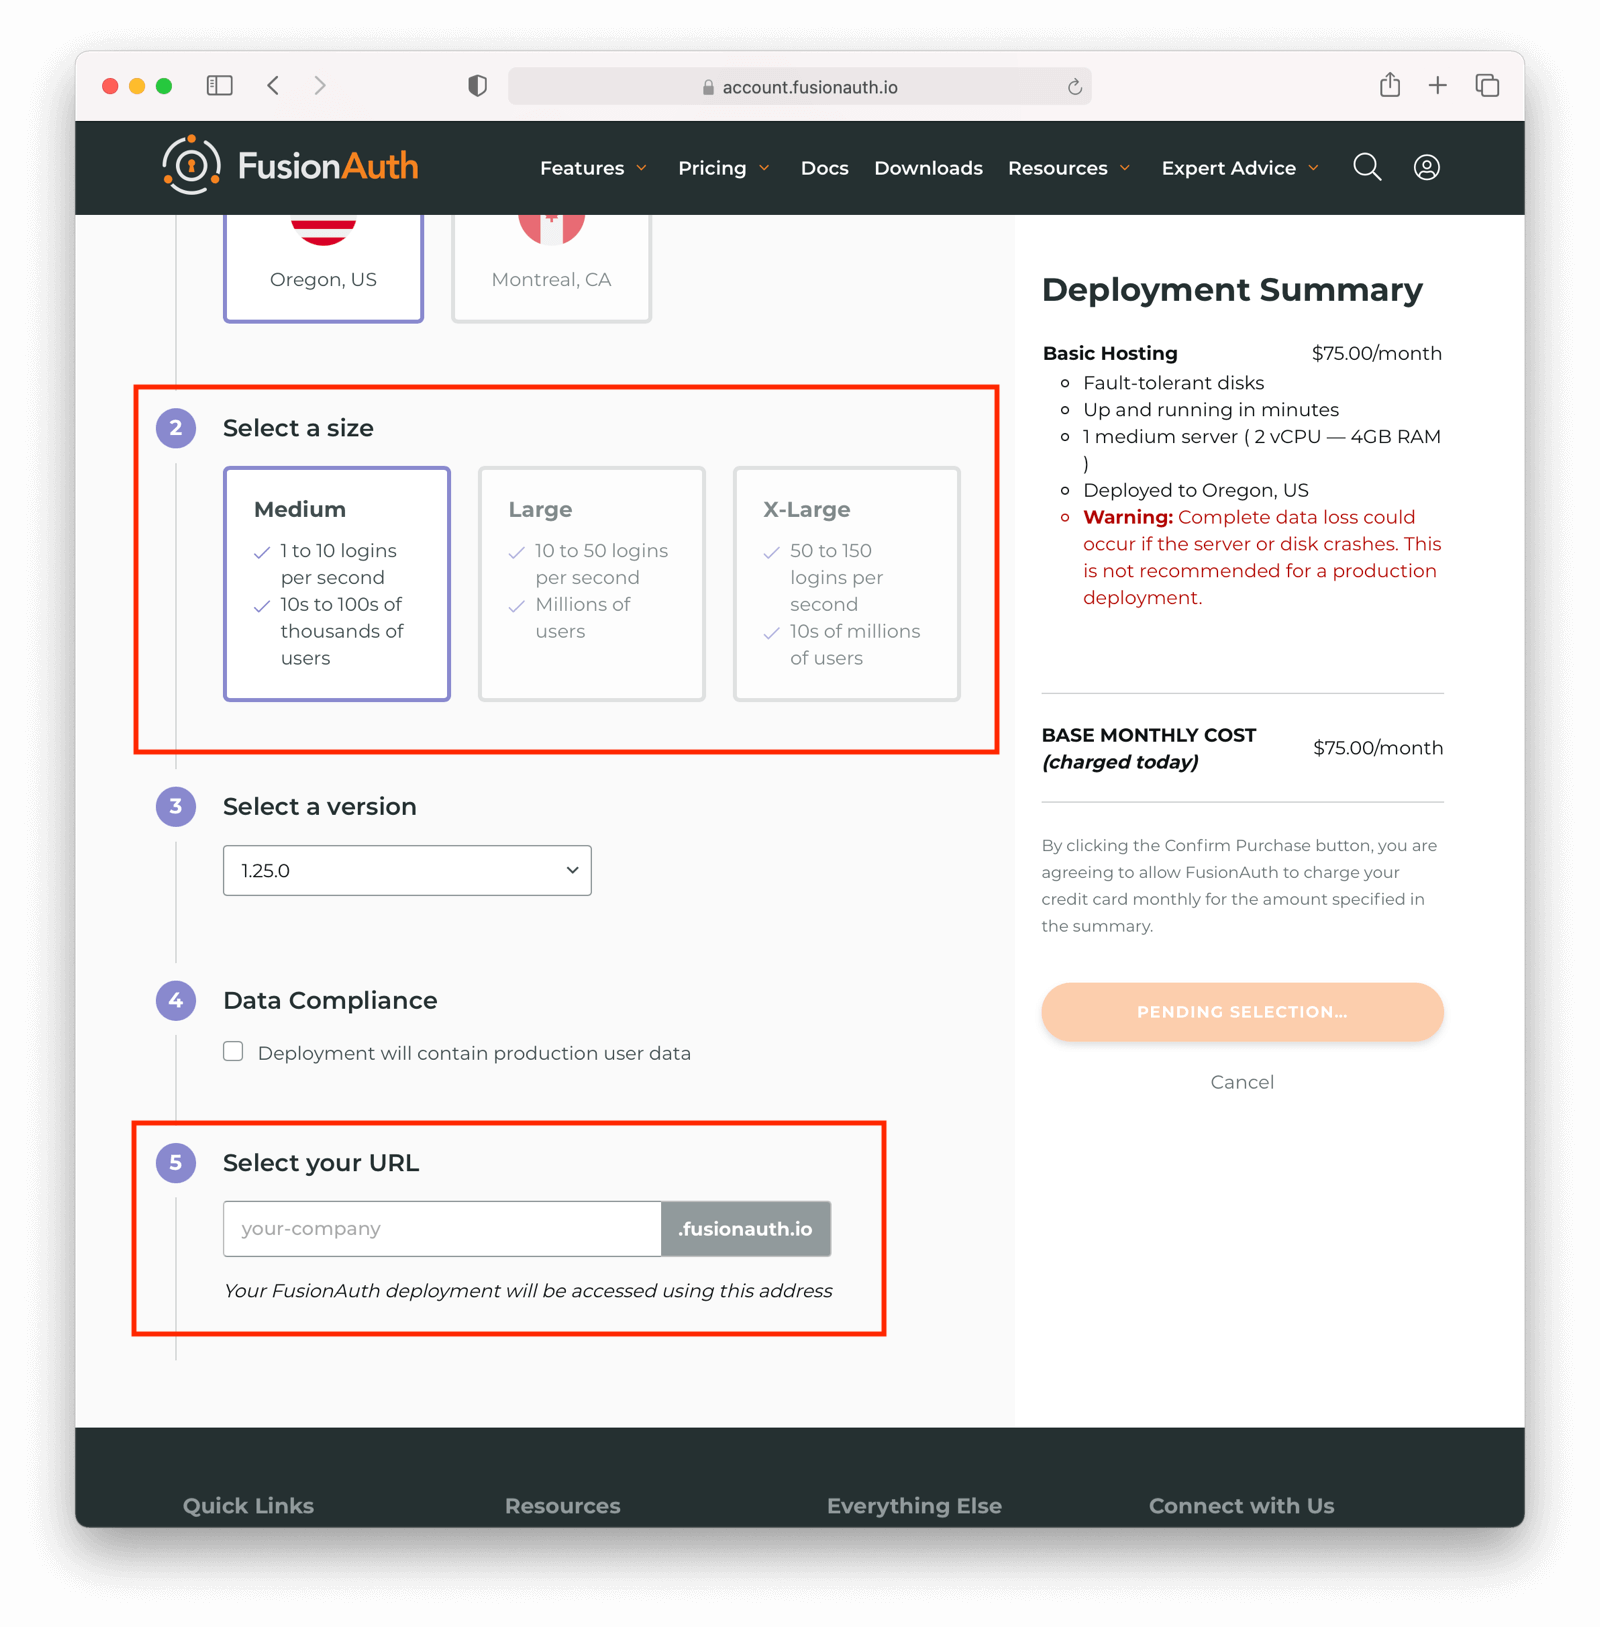 account.fusionauth.io
FusionAuth
Features
Pricing
Docs
Downloads
Resources
Expert Advice
Oregon, US
Montreal, CA
2
Select a size
Medium
1 to 10 logins
per second
10s to 100s of
thousands of
users
Large
10 to 50 logins
per second
Millions of
users
X-Large
50 to 150
logins per
second
10s of millions
of users
3
Select a version
1.25.0
4
Data Compliance
Deployment will contain production user data
5
Select your URL
your-company
.fusionauth.io
Your FusionAuth deployment will be accessed using this address
Deployment Summary
Basic Hosting
$75.00/month
Fault-tolerant disks
Up and running in minutes
1 medium server ( 2 vCPU — 4GB RAM
)
Deployed to Oregon, US
Warning: Complete data loss could
occur if the server or disk crashes. This
is not recommended for a production
deployment.
BASE MONTHLY COST
(charged today)
$75.00/month
By clicking the Confirm Purchase button, you are
agreeing to allow FusionAuth to charge your
credit card monthly for the amount specified in
the summary.
PENDING SELECTION...
Cancel
Quick Links
Resources
Everything Else
Connect with Us